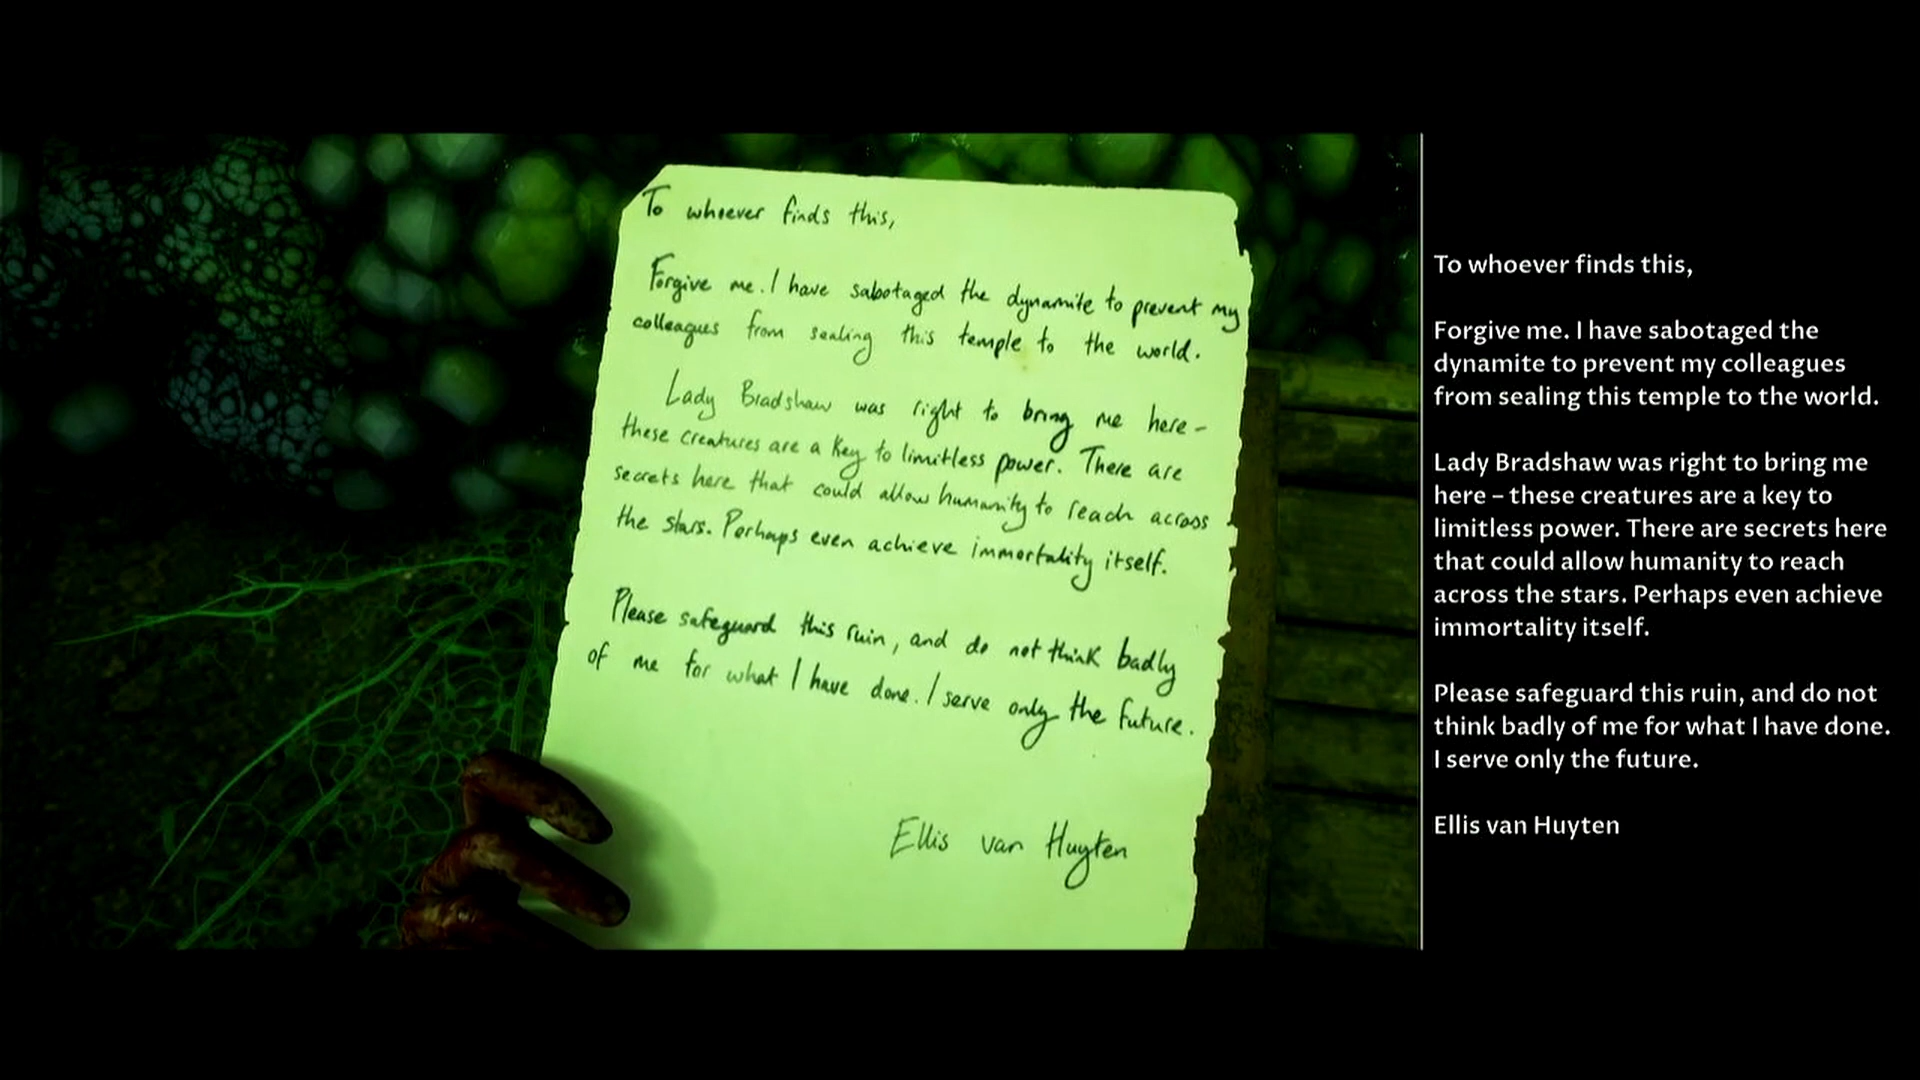 To whoever finds this,
Forgive me. I have sabotaged the dynamite to prevent my
colleagues from sealing this temple to the world.
Lady Bradshaw was right to bring me here –
these creatures are a key to limitless power. There are
secrets here that could allow humanity to reach across
the stars. Perhaps even achieve immortality itself.
Please safeguard this ruin, and do not think badly
of me for what I have done. I serve only the future.
Ellis van Huyten
To whoever finds this,
Forgive me. I have sabotaged the
dynamite to prevent my colleagues
from sealing this temple to the world.
Lady Bradshaw was right to bring me
here – these creatures are a key to
limitless power. There are secrets here
that could allow humanity to reach
across the stars. Perhaps even achieve
immortality itself.
Please safeguard this ruin, and do not
think badly of me for what I have done.
I serve only the future.
Ellis van Huyten